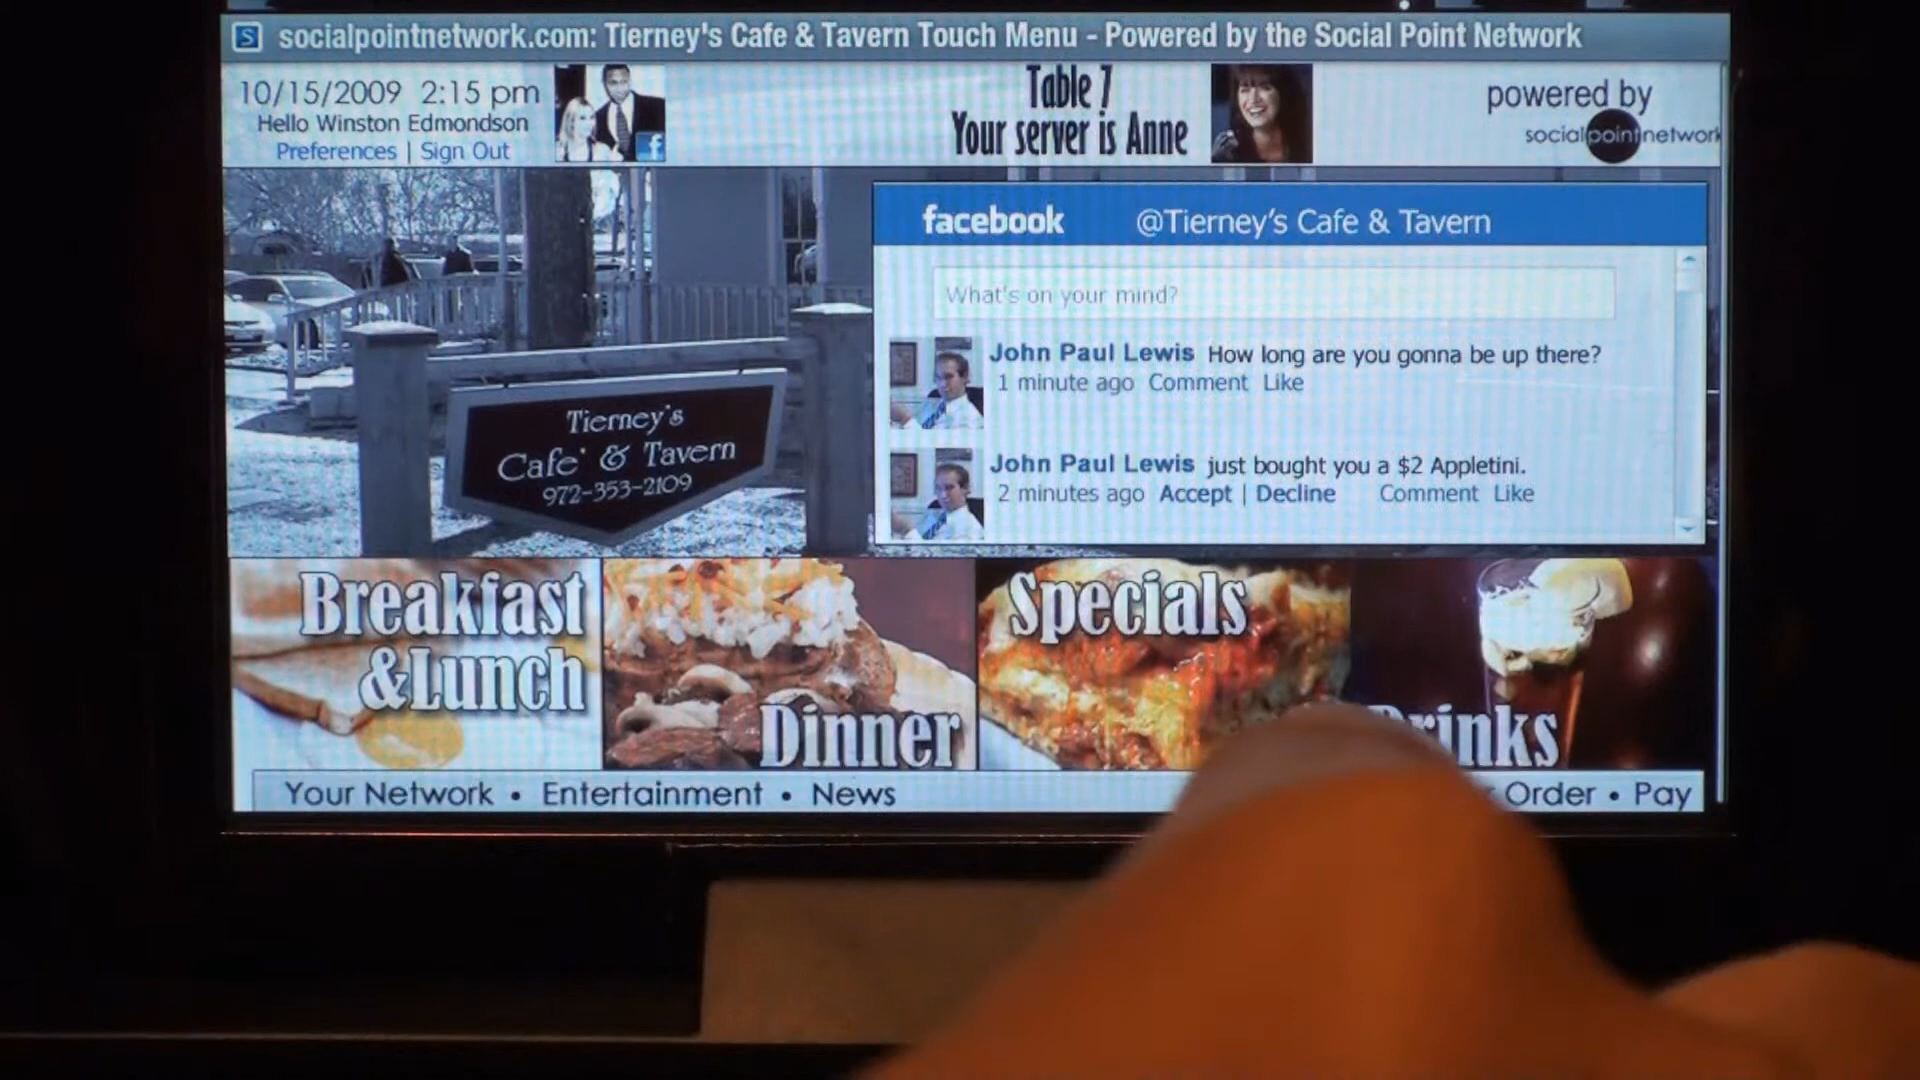 socialpointnetwork.com: Tierney's Cafe & Tavern Touch Menu - Powered by the Social Point Network
10/15/2009 2:15 pm
Hello Winston Edmondson
Preferences | Sign Out
Table 7
Your server is Anne
powered by
socialpointnetwork
facebook @Tierney's Cafe & Tavern
What's on your mind?
John Paul Lewis How long are you gonna be up there?
1 minute ago Comment Like
John Paul Lewis just bought you a $2 Appletini.
2 minutes ago Accept | Decline Comment Like
Tierney's
Cafe' & Tavern
972-353-2109
Breakfast
&Lunch
Dinner
Specials
Drinks
Your Network • Entertainment • News
Order • Pay